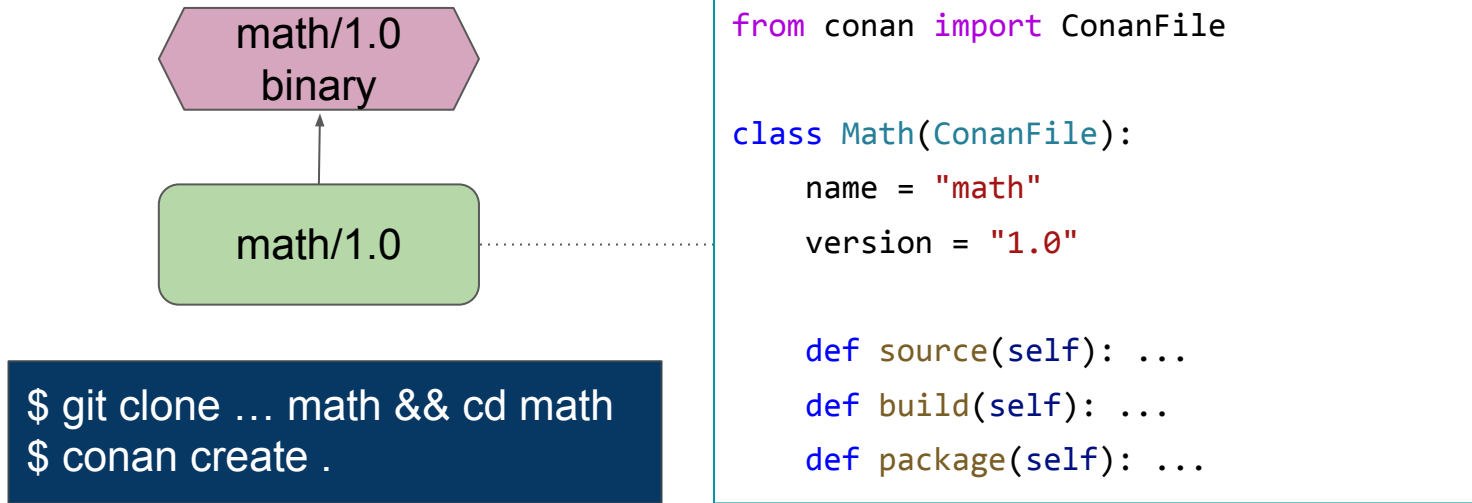 math/1.0
binary
math/1.0
$ git clone … math && cd math
$ conan create .
from conan import ConanFile
class Math(ConanFile):
    name = "math"
    version = "1.0"
    def source(self): ...
    def build(self): ...
    def package(self): ...